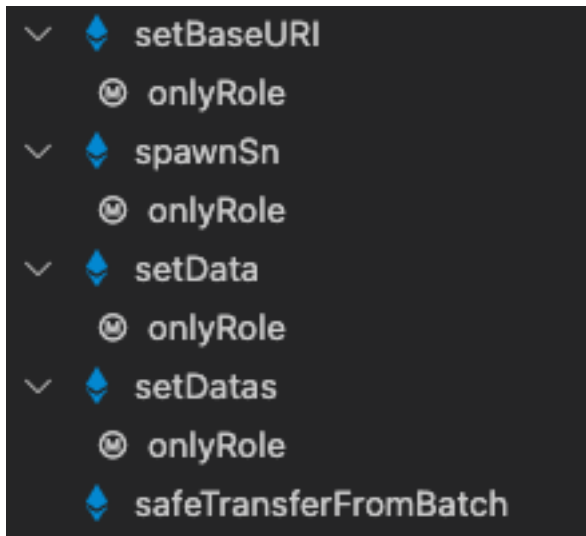 setBaseURI
onlyRole
spawnSn
onlyRole
setData
onlyRole
setDatas
onlyRole
safeTransferFromBatch